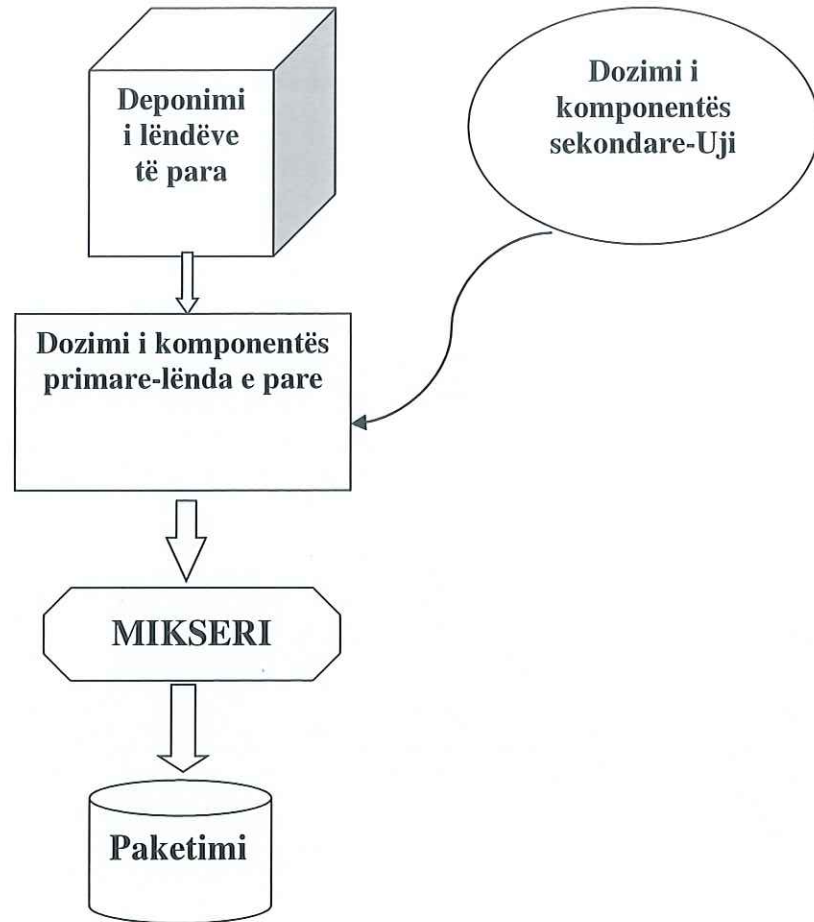 Deponimi
i lëndëve
të para
Dozimi i
komponentës
sekondare-Uji
Dozimi i komponentës
primare-lënda e pare
MIKSERI
Paketimi